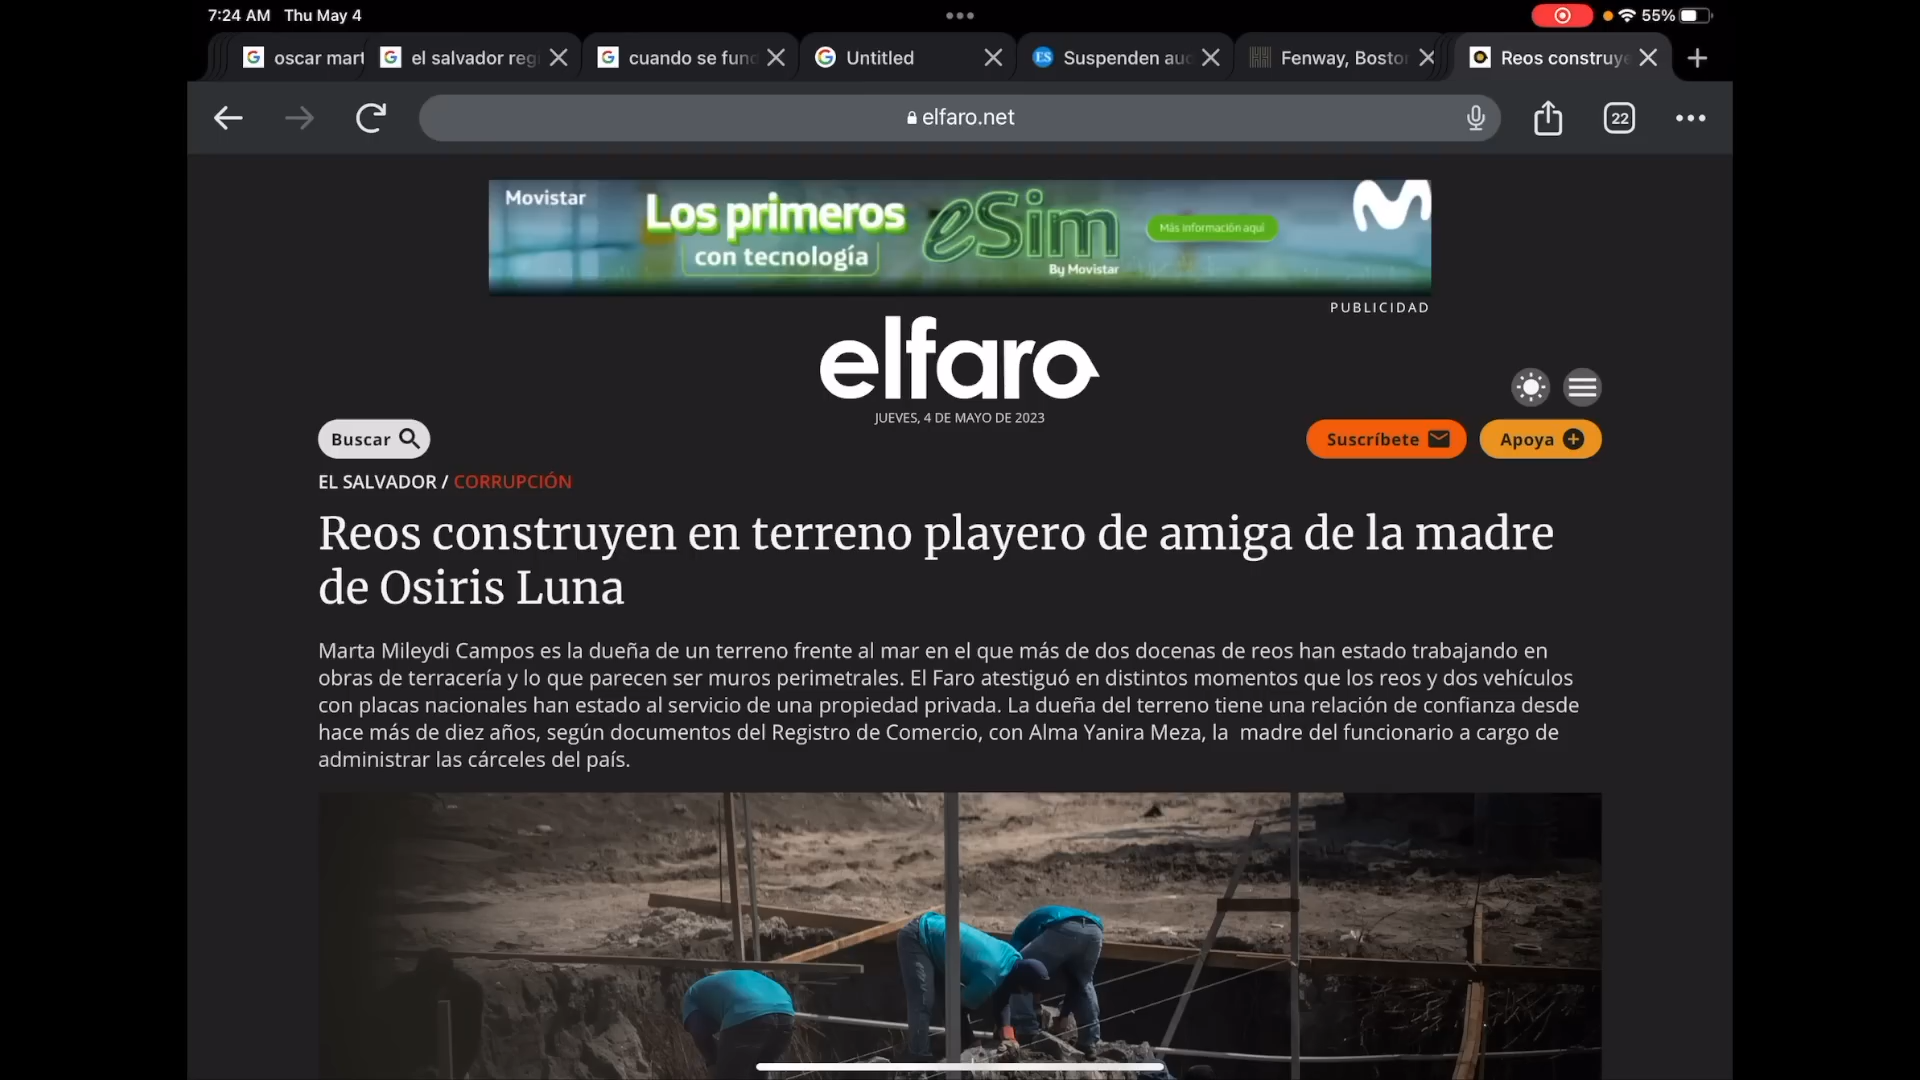 7:24 AM Thu May 4
55%
oscar mart
el salvador reg
cuando se fun
Untitled
ES Suspenden au
Fenway, Bosto
Reos construye
elfaro.net
22
Movistar
Los primeros
con tecnología
eSim
By Movistar
Más información aquí
PUBLICIDAD
elfaro
JUEVES, 4 DE MAYO DE 2023
Buscar
Suscríbete
Apoya
EL SALVADOR / CORRUPCIÓN
Reos construyen en terreno playero de amiga de la madre
de Osiris Luna
Marta Mileydi Campos es la dueña de un terreno frente al mar en el que más de dos docenas de reos han estado trabajando en
obras de terracería y lo que parecen ser muros perimetrales. El Faro atestiguó en distintos momentos que los reos y dos vehículos
con placas nacionales han estado al servicio de una propiedad privada. La dueña del terreno tiene una relación de confianza desde
hace más de diez años, según documentos del Registro de Comercio, con Alma Yanira Meza, la madre del funcionario a cargo de
administrar las cárceles del país.